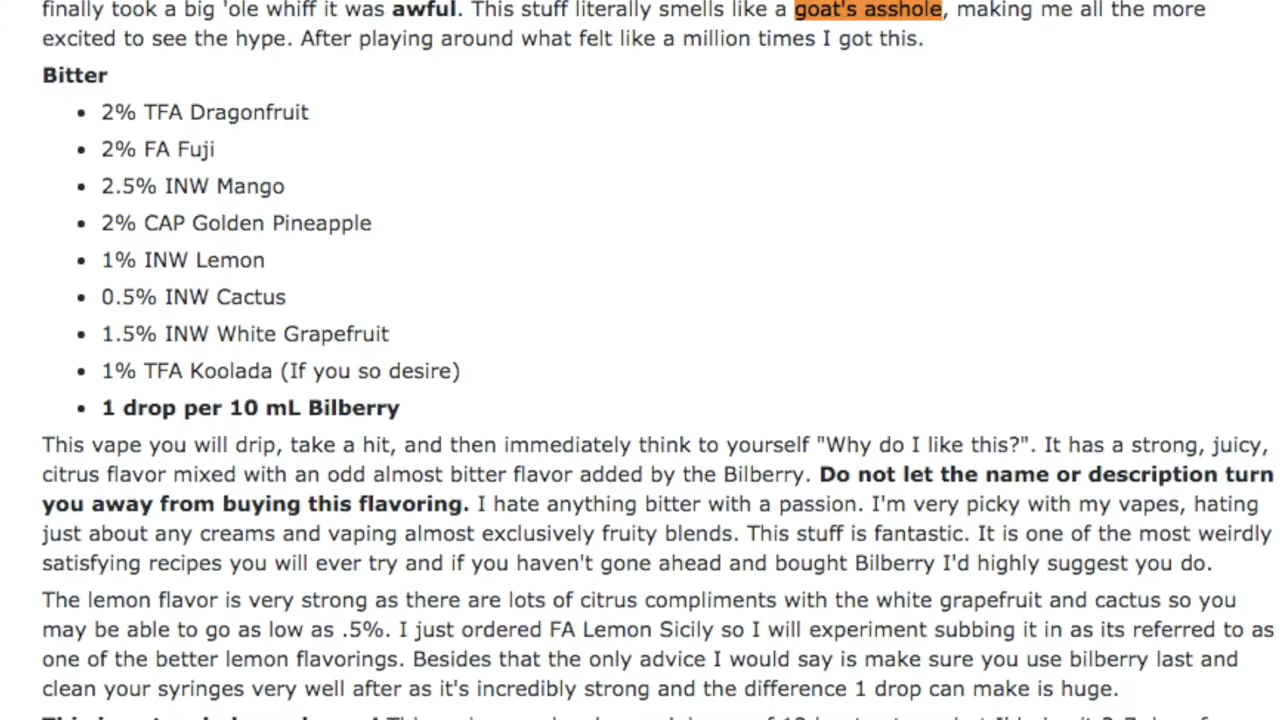 finally took a big 'ole whiff it was awful. This stuff literally smells like a goat's asshole, making me all the more
excited to see the hype. After playing around what felt like a million times I got this.
Bitter
• 2% TFA Dragonfruit
• 2% FA Fuji
• 2.5% INW Mango
• 2% CAP Golden Pineapple
• 1% INW Lemon
• 0.5% INW Cactus
• 1.5% INW White Grapefruit
• 1% TFA Koolada (If you so desire)
• 1 drop per 10 mL Bilberry
This vape you will drip, take a hit, and then immediately think to yourself "Why do I like this?". It has a strong, juicy,
citrus flavor mixed with an odd almost bitter flavor added by the Bilberry. Do not let the name or description turn
you away from buying this flavoring. I hate anything bitter with a passion. I'm very picky with my vapes, hating
just about any creams and vaping almost exclusively fruity blends. This stuff is fantastic. It is one of the most weirdly
satisfying recipes you will ever try and if you haven't gone ahead and bought Bilberry I'd highly suggest you do.
The lemon flavor is very strong as there are lots of citrus compliments with the white grapefruit and cactus so you
may be able to go as low as .5%. I just ordered FA Lemon Sicily so I will experiment subbing it in as its referred to as
one of the better lemon flavorings. Besides that the only advice I would say is make sure you use bilberry last and
clean your syringes very well after as it's incredibly strong and the difference 1 drop can make is huge.